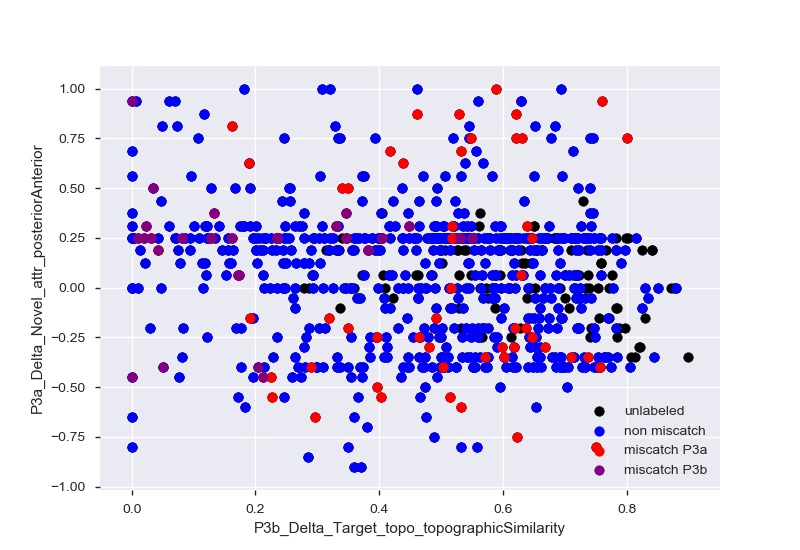 1.00
0.75
0.50
0.25
0.00
−0.25
−0.50
−0.75
−1.00
P3a_Delta_Novel_attr_posteriorAnterior
unlabeled
non miscatch
miscatch P3a
miscatch P3b
0.0 0.2 0.4 0.6 0.8
P3b_Delta_Target_topo_topographicSimilarity